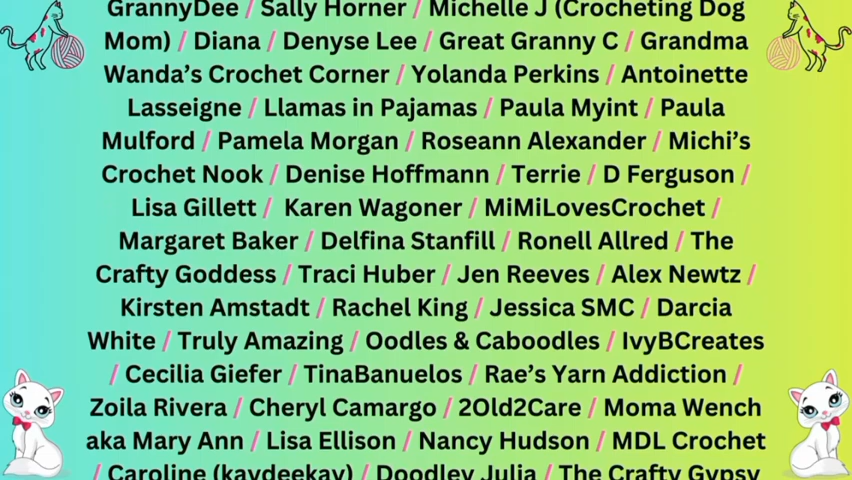 GrannyDee / Sally Horner / Michelle J (Crocheting Dog
Mom) / Diana / Denyse Lee / Great Granny C / Grandma
Wanda’s Crochet Corner / Yolanda Perkins / Antoinette
Lasseigne / Llamas in Pajamas / Paula Myint / Paula
Mulford / Pamela Morgan / Roseann Alexander / Michi’s
Crochet Nook / Denise Hoffmann / Terrie / D Ferguson /
Lisa Gillett / Karen Wagoner / MiMiLovesCrochet /
Margaret Baker / Delfina Stanfill / Ronell Allred / The
Crafty Goddess / Traci Huber / Jen Reeves / Alex Newtz /
Kirsten Amstadt / Rachel King / Jessica SMC / Darcia
White / Truly Amazing / Oodles & Caboodles / IvyBCreates
/ Cecilia Giefer / TinaBanuelos / Rae’s Yarn Addiction /
Zoila Rivera / Cheryl Camargo / 2Old2Care / Moma Wench
aka Mary Ann / Lisa Ellison / Nancy Hudson / MDL Crochet
/ Caroline (kaydeekay) / Doodley Julia / The Crafty Gypsy